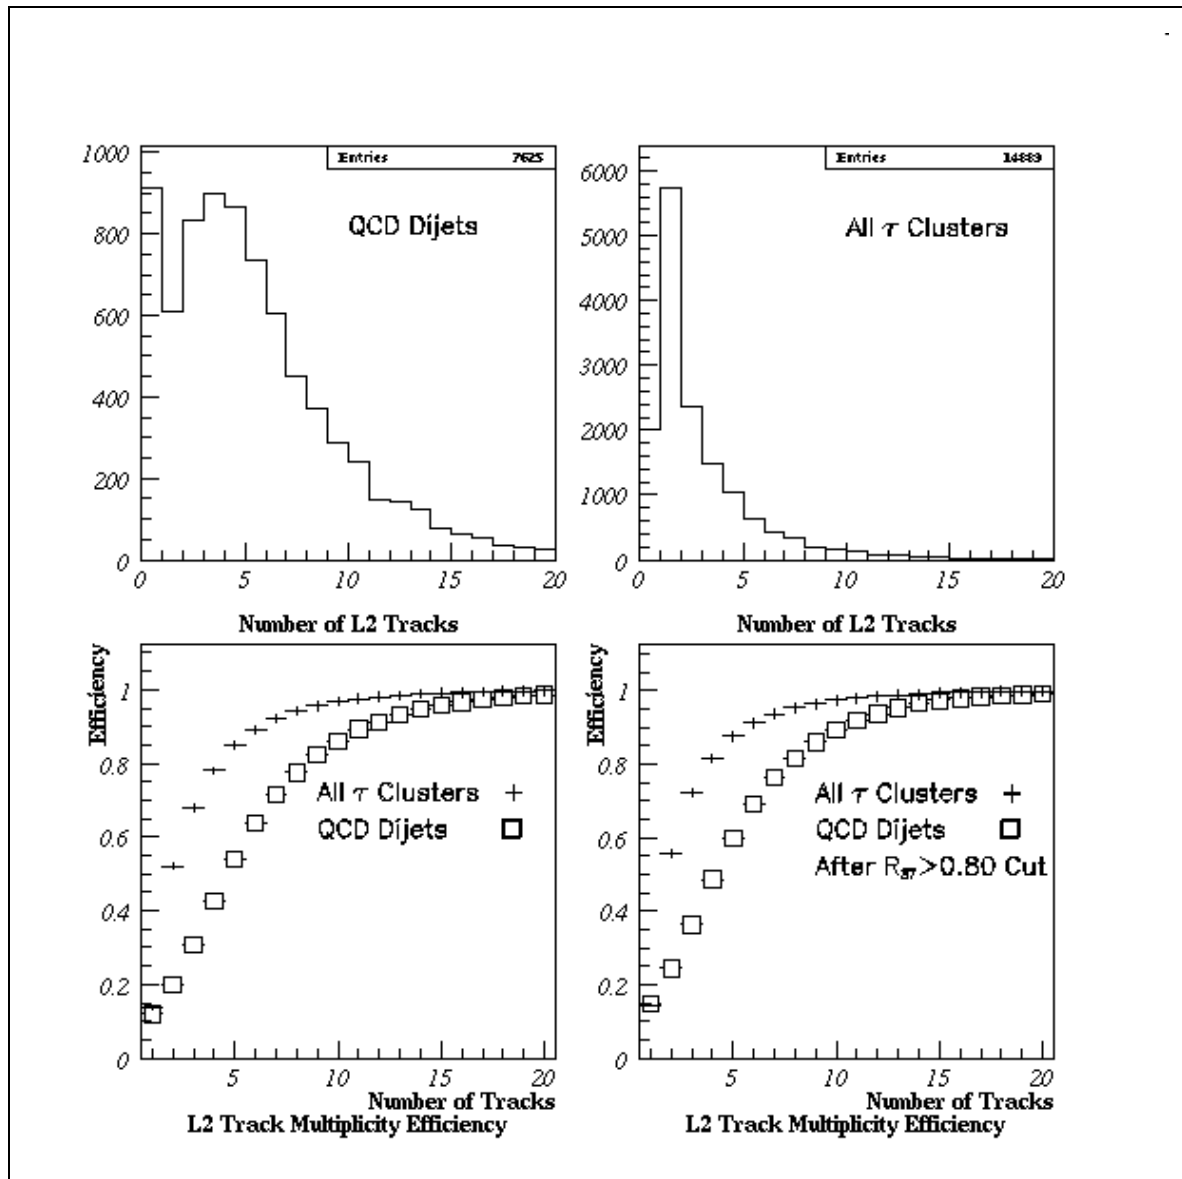 Entries 7625
QCD Dijets
1000
800
600
400
200
0
0 5 10 15 20
Number of L2 Tracks
Entries 14889
All τ Clusters
6000
5000
4000
3000
2000
1000
0
0 5 10 15 20
Number of L2 Tracks
Efficiency
1
0.8
0.6
0.4
0.2
0
All τ Clusters
QCD Dijets
5 10 15 20
Number of Tracks
L2 Track Multiplicity Efficiency
Efficiency
1
0.8
0.6
0.4
0.2
0
All τ Clusters
QCD Dijets
After R >0.80 Cut
5 10 15 20
Number of Tracks
L2 Track Multiplicity Efficiency